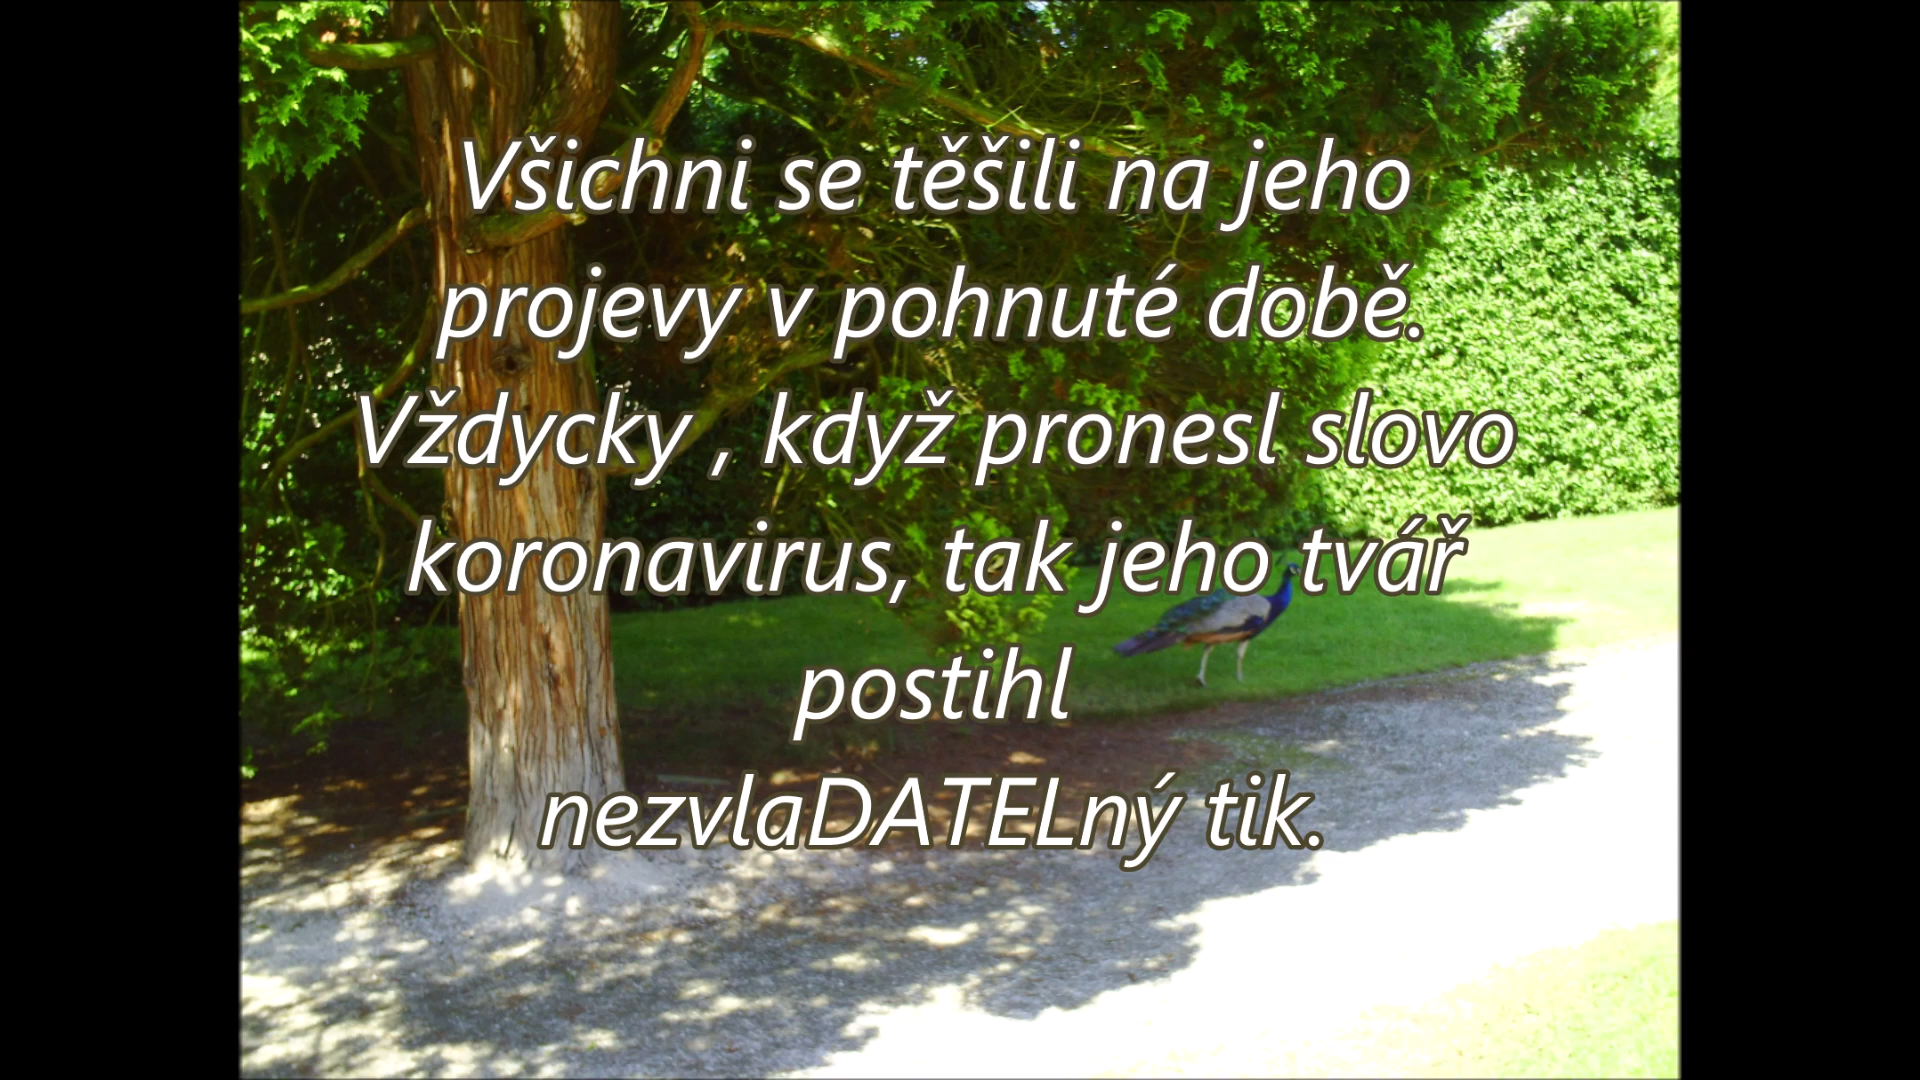 Všichni se těšili na jeho
projevy v pohnuté době.
Vždycky , když pronesl slovo
koronavirus, tak jeho tvář
postihl
nezvlaDATELný tik.